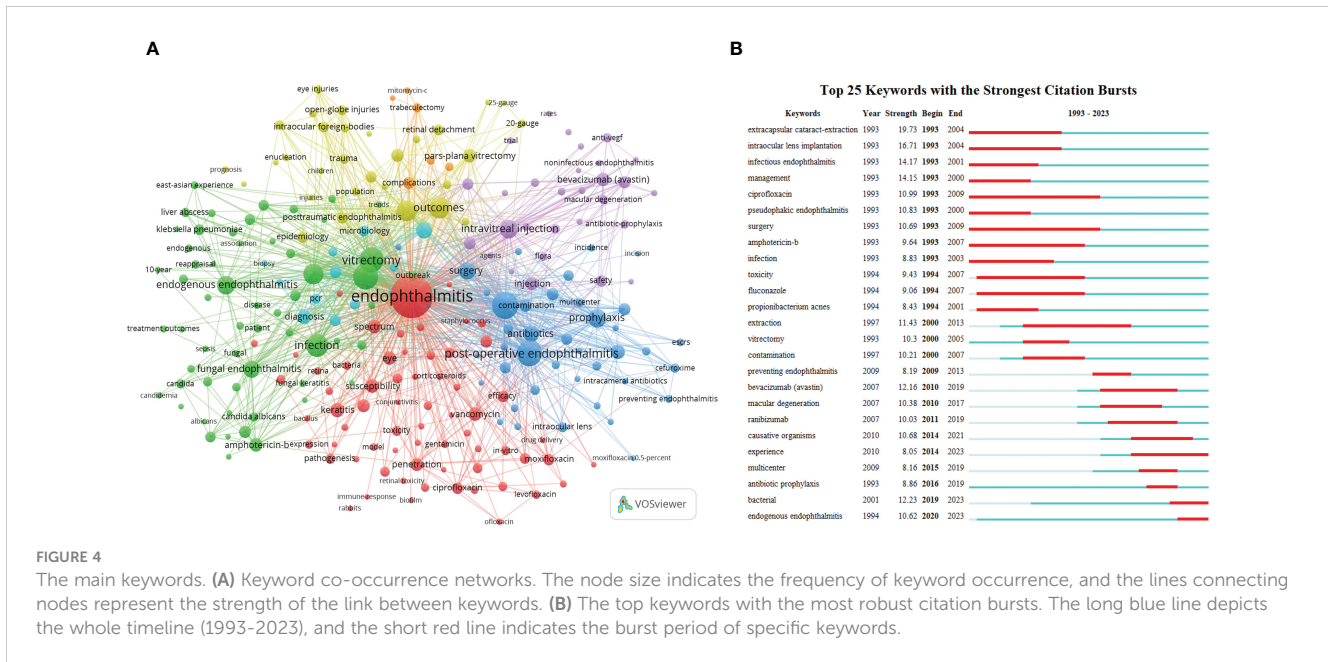 A
B
eye injuries
mitomycin-c
25-gauge
open-globe injuries
trabeculectomy
rates
intraocular foreign-bodies
20-gauge
retinal detachment
trial
anti-vegf
enucleation
trauma
pars-plana vitrectomy
noninfectious endophthalmitis
prognosis
children
complications
bevacizumab (avastin)
east-asian experience
injuries
population
macular degeneration
liver abscess
trends
outcomes
posttraumatic endophthalmitis
antibiotic-prophylaxis
klebsiella pneumoniae
microbiology
intravitreal injection
association
epidemiology
incidence
incision
endogenous
agents
flora
10-year
reappraisal
biopsy
vitrectomy
outbreak
surgery
endogenous endophthalmitis
injection
safety
disease
pcr
endophthalmitis
contamination
multicenter
treatment outcomes
patient
diagnosis
spectrum
staphylococcus
prophylaxis
antibiotics
sepsis
infection
post-operative endophthalmitis
escrs
fungal
retina
bacteria
eye
fungal endophthalmitis
fungal keratitis
corticosteroids
cefuroxime
candida
susceptibility
intracameral antibiotics
candidemia
conjunctivitis
efficacy
preventing endophthalmitis
albicans
candida albicans
bacillus
keratitis
vancomycin
intraocular lens
toxicity
drug delivery
amphotericin-b
expression
model
gentamicin
in-vitro
pathogenesis
penetration
moxifloxacin
moxifloxacin 0.5-percent
retinal toxicity
ciprofloxacin
immune-response
biofilm
levofloxacin
rabbits
ofloxacin
VOSviewer
Top 25 Keywords with the Strongest Citation Bursts
Keywords Year Strength Begin End 1993 - 2023
extracapsular cataract-extraction 1993 19.73 1993 2004
intraocular lens implantation 1993 16.71 1993 2004
infectious endophthalmitis 1993 14.17 1993 2001
management 1993 14.15 1993 2000
ciprofloxacin 1993 10.99 1993 2009
pseudophakic endophthalmitis 1993 10.83 1993 2000
surgery 1993 10.69 1993 2009
amphotericin-b 1993 9.64 1993 2007
infection 1993 8.83 1993 2003
toxicity 1994 9.43 1994 2007
fluconazole 1994 9.06 1994 2007
propionibacterium acnes 1994 8.43 1994 2001
extraction 1997 11.43 2000 2013
vitrectomy 1993 10.3 2000 2005
contamination 1997 10.21 2000 2007
preventing endophthalmitis 2009 8.19 2009 2013
bevacizumab (avastin) 2007 12.16 2010 2019
macular degeneration 2007 10.38 2010 2017
ranibizumab 2007 10.03 2011 2019
causative organisms 2010 10.68 2014 2021
experience 2010 8.05 2014 2023
multicenter 2009 8.16 2015 2019
antibiotic prophylaxis 1993 8.86 2016 2019
bacterial 2001 12.23 2019 2023
endogenous endophthalmitis 1994 10.62 2020 2023
FIGURE 4
The main keywords. (A) Keyword co-occurrence networks. The node size indicates the frequency of keyword occurrence, and the lines connecting
nodes represent the strength of the link between keywords. (B) The top keywords with the most robust citation bursts. The long blue line depicts
the whole timeline (1993-2023), and the short red line indicates the burst period of specific keywords.